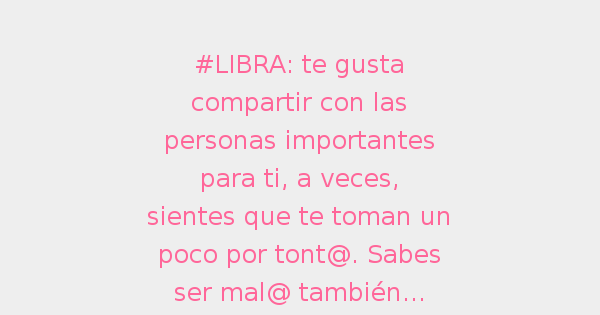 #LIBRA: te gusta
compartir con las
personas importantes
para ti, a veces,
sientes que te toman un
poco por tont@. Sabes
ser mal@ también...